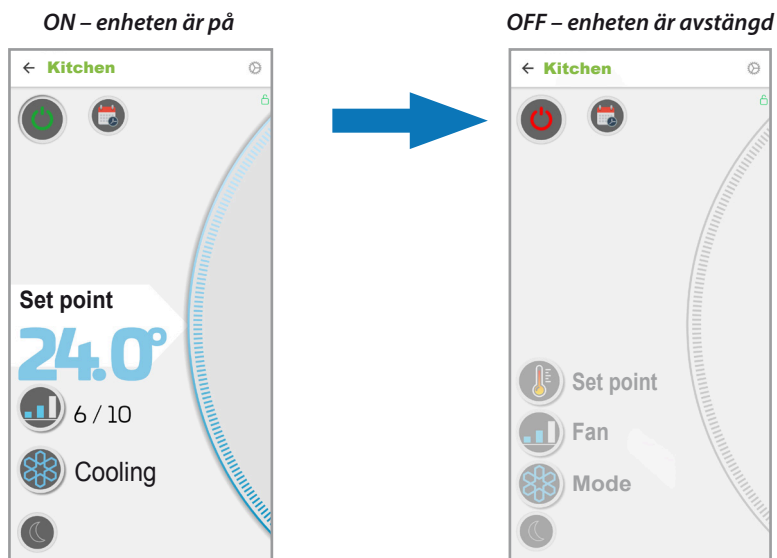 ON – enheten är på
OFF – enheten är avstängd
Kitchen
Set point
24.0°
6 / 10
Cooling
Kitchen
Set point
Fan
Mode